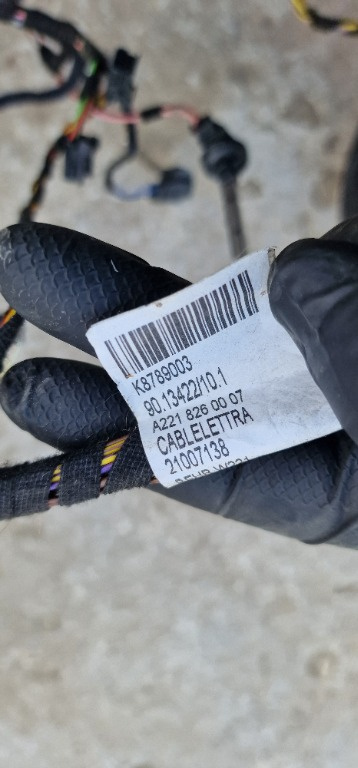 K8789003
90.13422/10.1
A221 826 00 07
CABLELETTRA
21007138